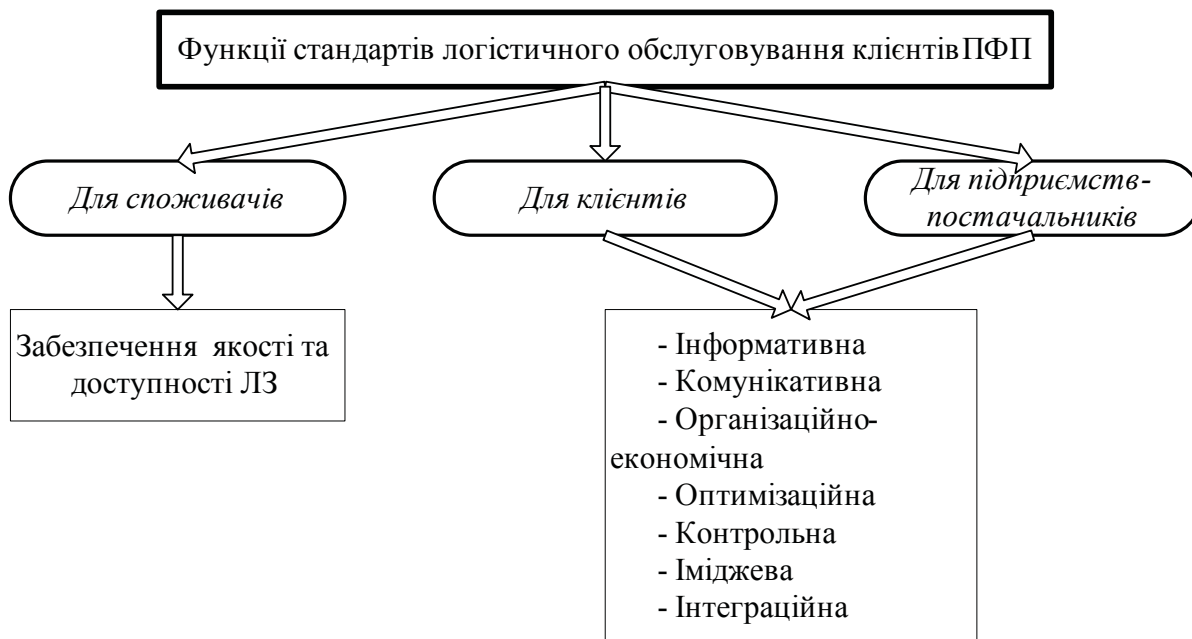 Функції стандартів логістичного обслуговування клієнтів ПФП
Для споживачів
Для клієнтів
Для підприємств-
постачальників
Забезпечення якості та
доступності ЛЗ
- Інформативна
- Комунікативна
- Організаційно-
економічна
- Оптимізаційна
- Контрольна
- Іміджева
- Інтеграційна